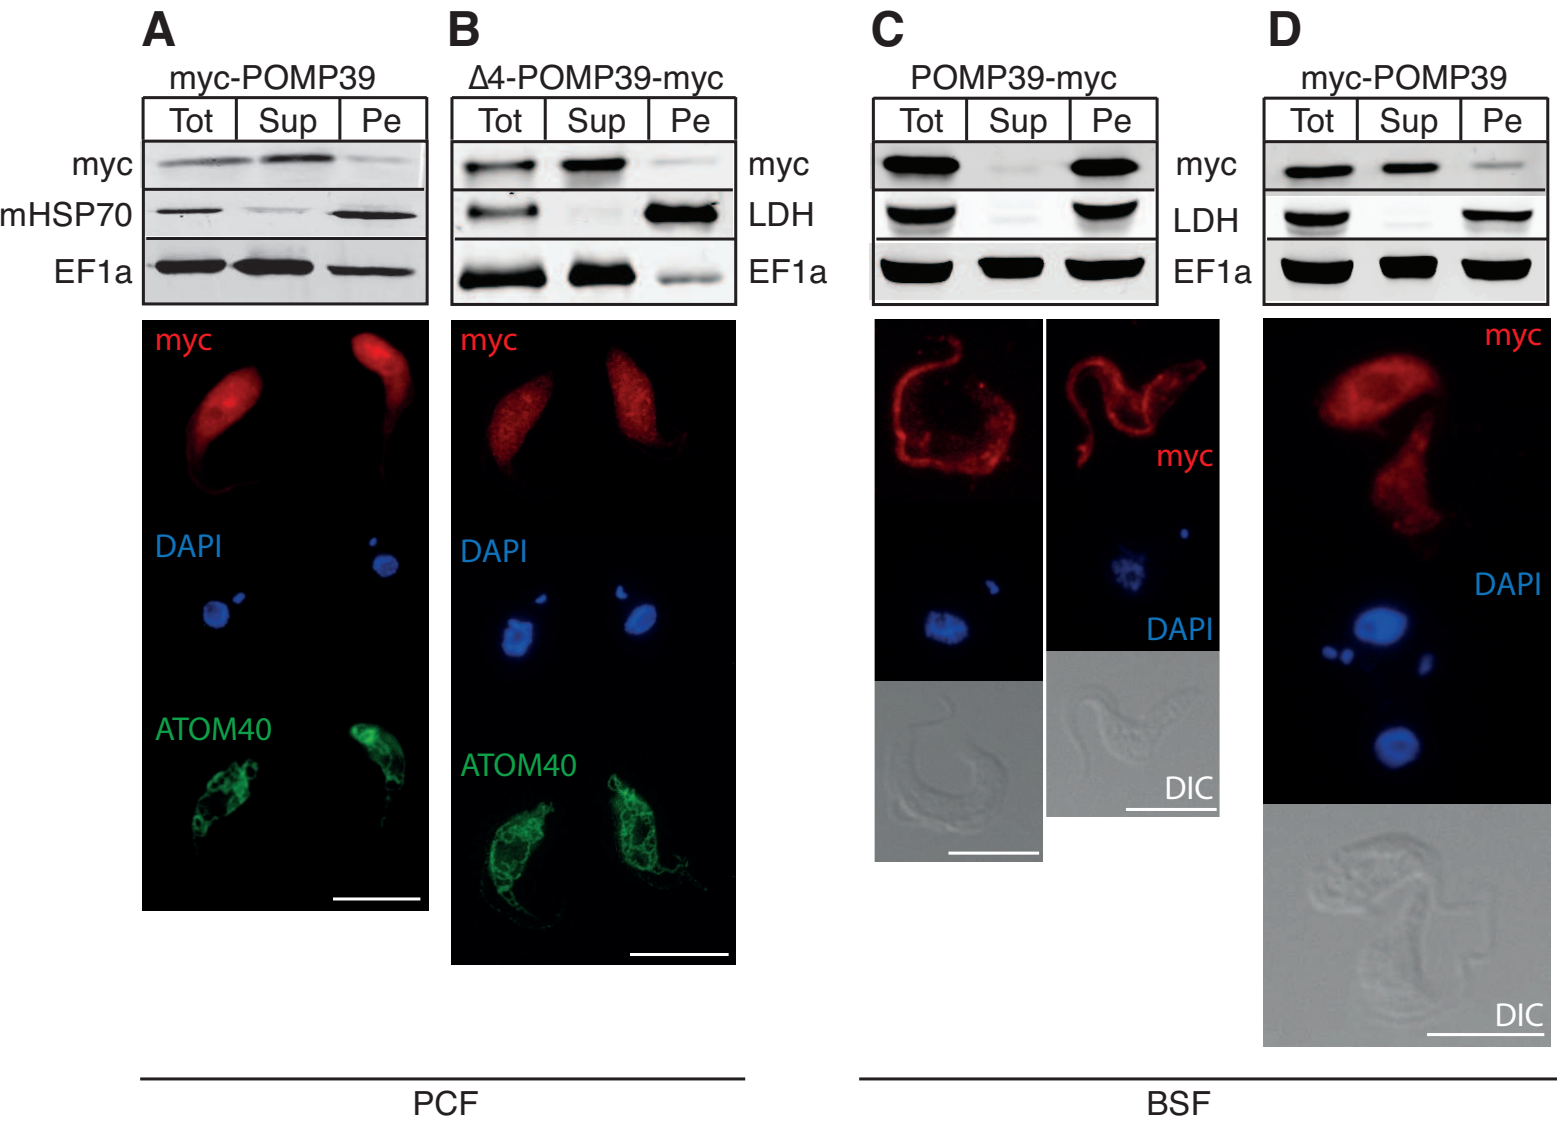 A
B
C
D
myc-POMP39
Δ4-POMP39-myc
POMP39-myc
myc-POMP39
Tot Sup Pe
Tot Sup Pe
Tot Sup Pe
Tot Sup Pe
myc
mHSP70
EF1a
myc
LDH
EF1a
myc
LDH
EF1a
myc
DAPI
ATOM40
myc
DAPI
ATOM40
myc
DAPI
DIC
myc
DAPI
DIC
PCF
BSF